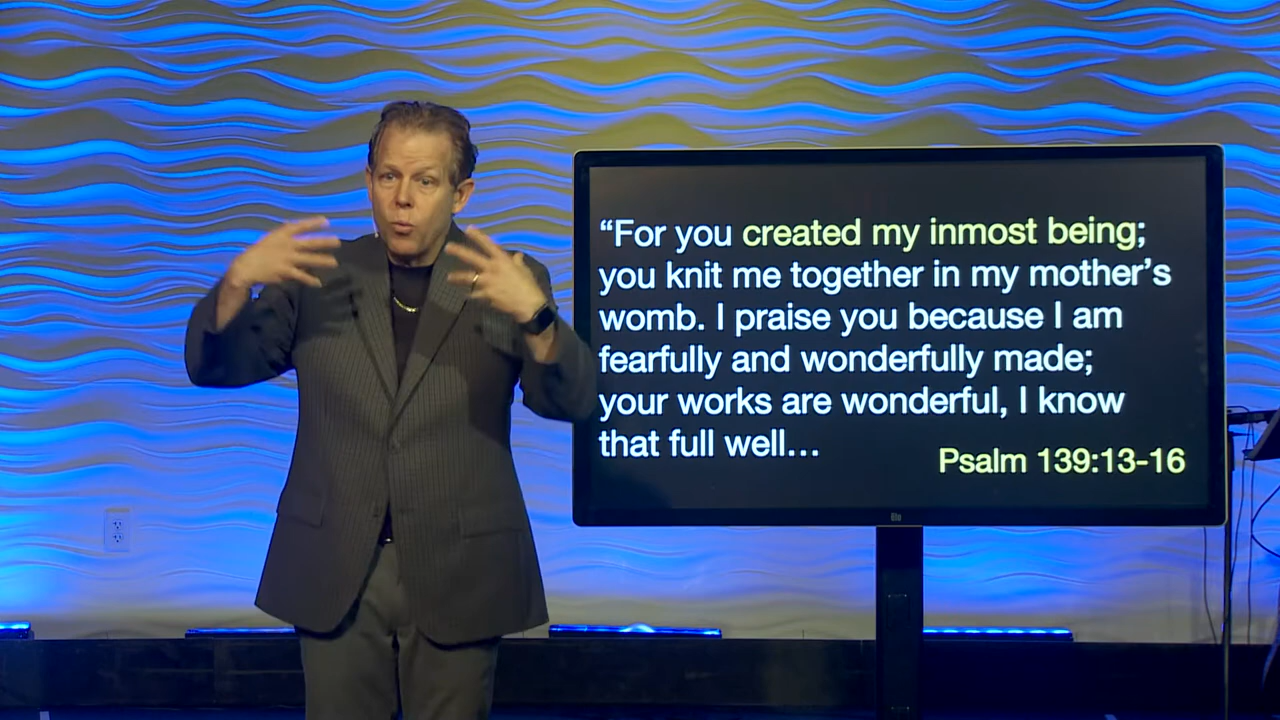 “For you created my inmost being;
you knit me together in my mother’s
womb. I praise you because I am
fearfully and wonderfully made;
your works are wonderful, I know
that full well...
Psalm 139:13-16
Elo